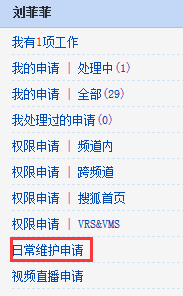 刘菲菲
我有1项工作
我的申请 | 处理中(1)
我的申请 | 全部(29)
我处理过的申请(0)
权限申请 | 频道内
权限申请 | 跨频道
权限申请 | 搜狐首页
权限申请 | VRS&VMS
日常维护申请
视频直播申请